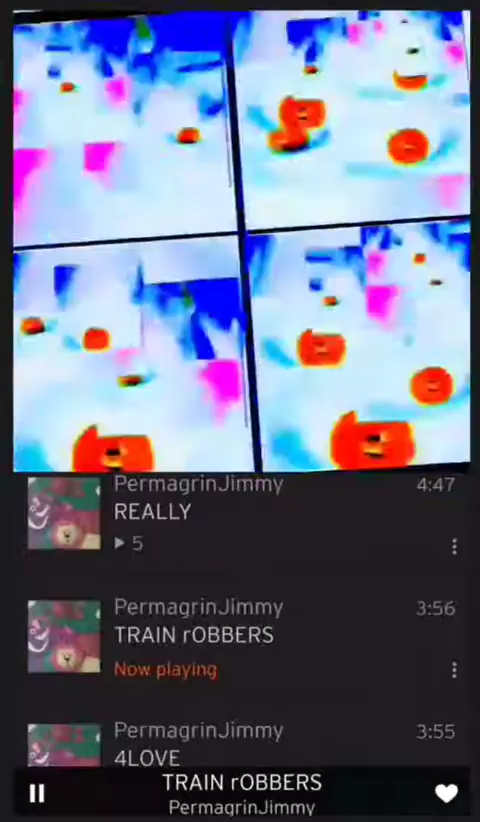 PermagrinJimmy
4:47
REALLY
5
PermagrinJimmy
3:56
TRAIN rOBBERS
Now playing
PermagrinJimmy
3:55
4LOVE
TRAIN rOBBERS
PermagrinJimmy